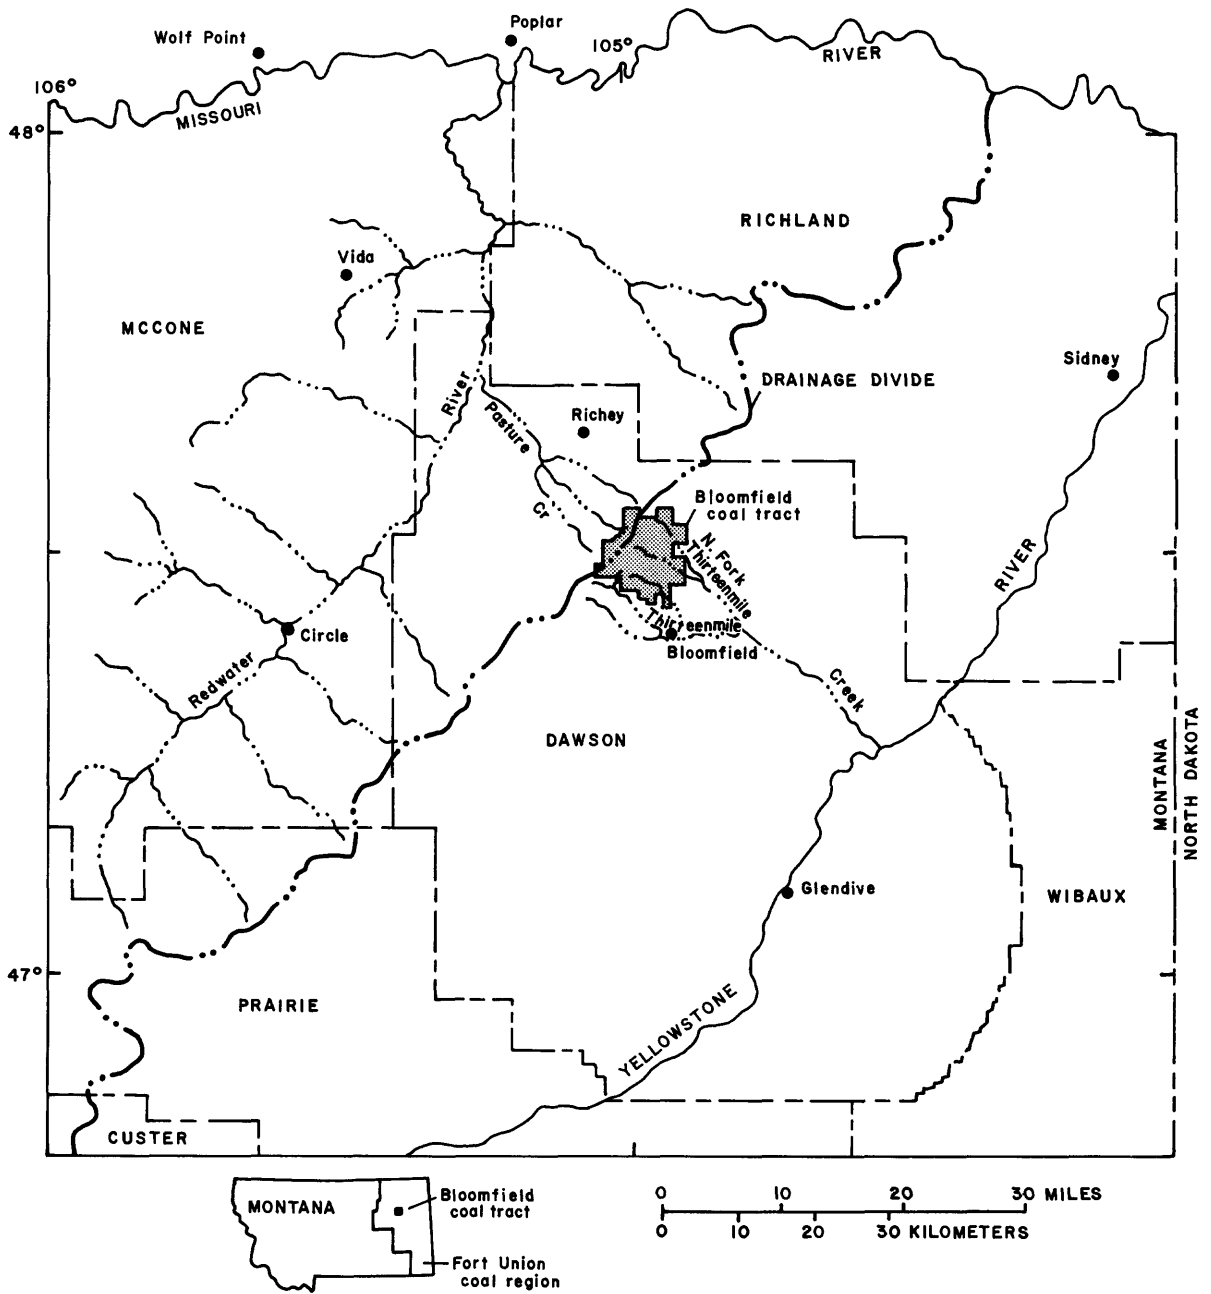 Poplar
Wolf Point
105°
RIVER
106°
MISSOURI
48°
RICHLAND
Vida
MCCONE
Sidney
River
DRAINAGE DIVIDE
Pasture
Richey
Cr
Bloomfield
coal tract
N. Fork
Thirteenmile
RIVER
Thirteenmile
Circle
Bloomfield
Redwater
Creek
DAWSON
MONTANA
NORTH DAKOTA
Glendive
WIBAUX
47°
PRAIRIE
YELLOWSTONE
CUSTER
MONTANA
Bloomfield
coal tract
Fort Union
coal region
0 10 20 30 MILES
0 10 20 30 KILOMETERS